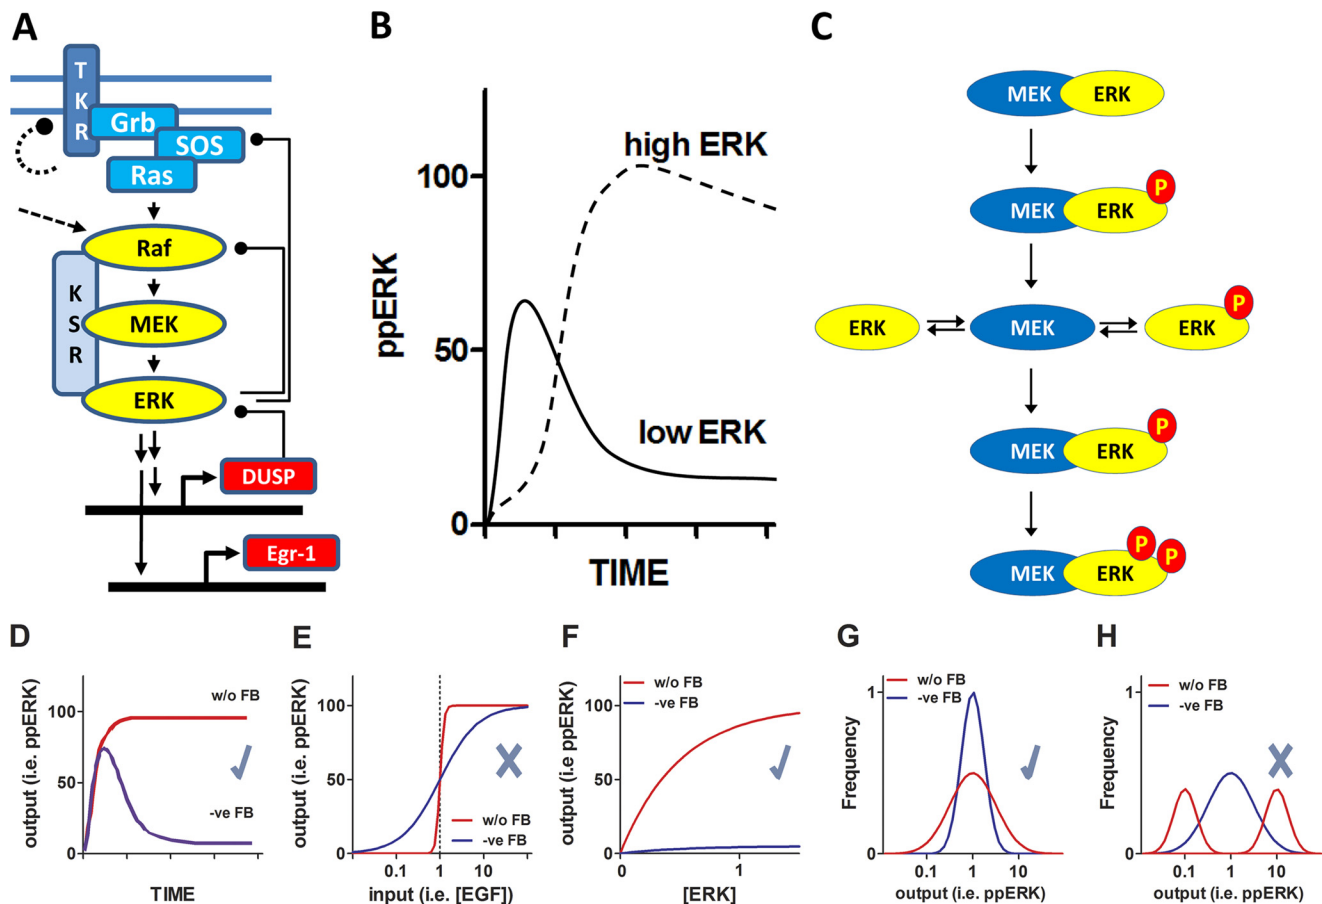 A
T
K
R
Grb
SOS
Ras
Raf
K
S
R
MEK
ERK
DUSP
Egr-1
B
ppERK
100
50
0
high ERK
low ERK
TIME
C
MEK ERK
MEK ERK P
ERK MEK ERK P
MEK ERK P
MEK ERK P P
D
output (i.e. ppERK)
100
50
0
w/o FB
-ve FB
TIME
E
output (i.e. ppERK)
100
50
0
w/o FB
-ve FB
0.1 1 10
input (i.e. [EGF])
F
output (i.e ppERK)
100
50
0
w/o FB
-ve FB
0 1
[ERK]
G
Frequency
1
0
w/o FB
-ve FB
0.1 1 10
output (i.e. ppERK)
H
Frequency
1
0
w/o FB
-ve FB
0.1 1 10
output (i.e. ppERK)